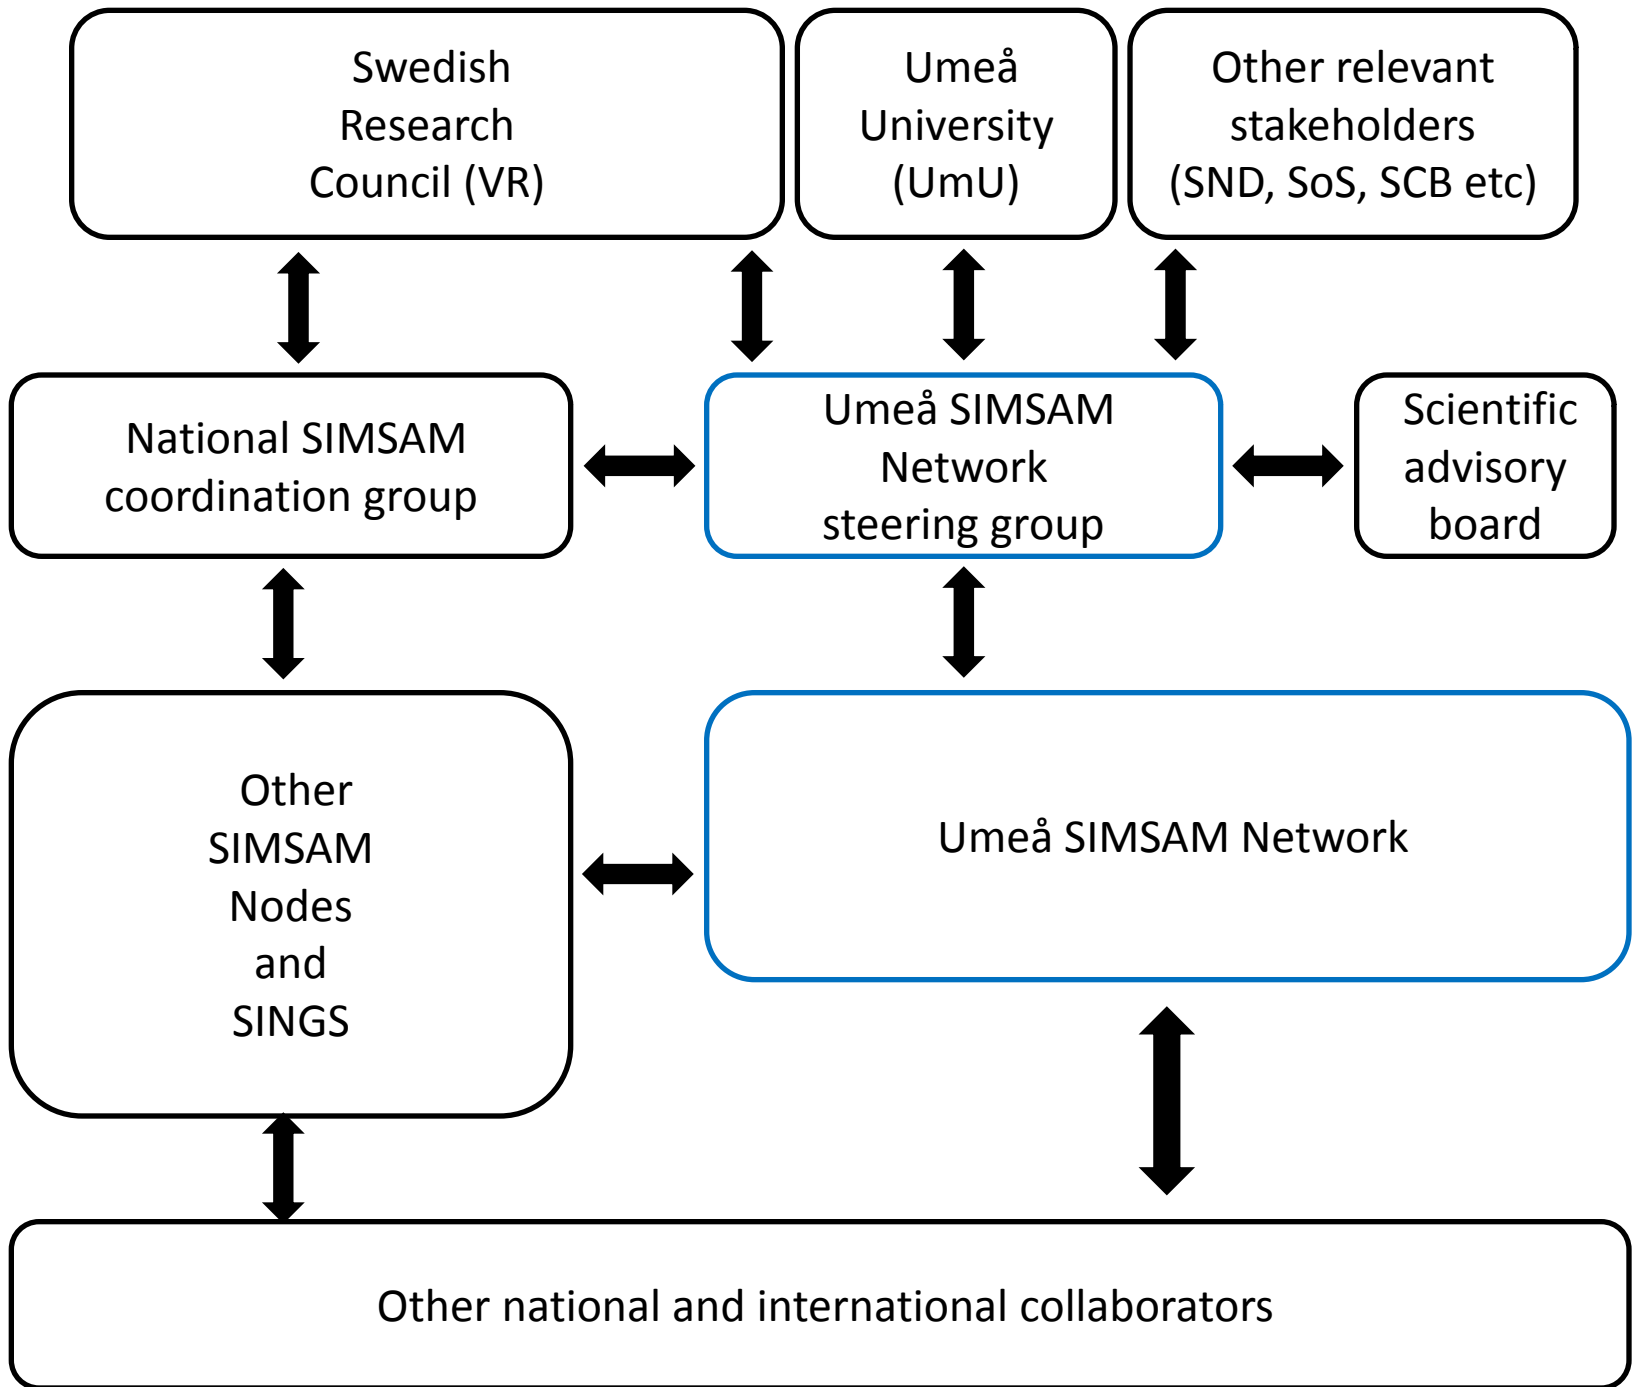 Swedish
Research
Council (VR)
Umeå
University
(UmU)
Other relevant
stakeholders
(SND, SoS, SCB etc)
National SIMSAM
coordination group
Umeå SIMSAM
Network
steering group
Scientific
advisory
board
Other
SIMSAM
Nodes
and
SINGS
Umeå SIMSAM Network
Other national and international collaborators